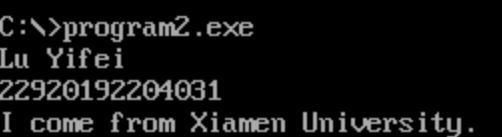 C:\>program2.exe
Lu Yifei
22920192204031
I come from Xiamen University.